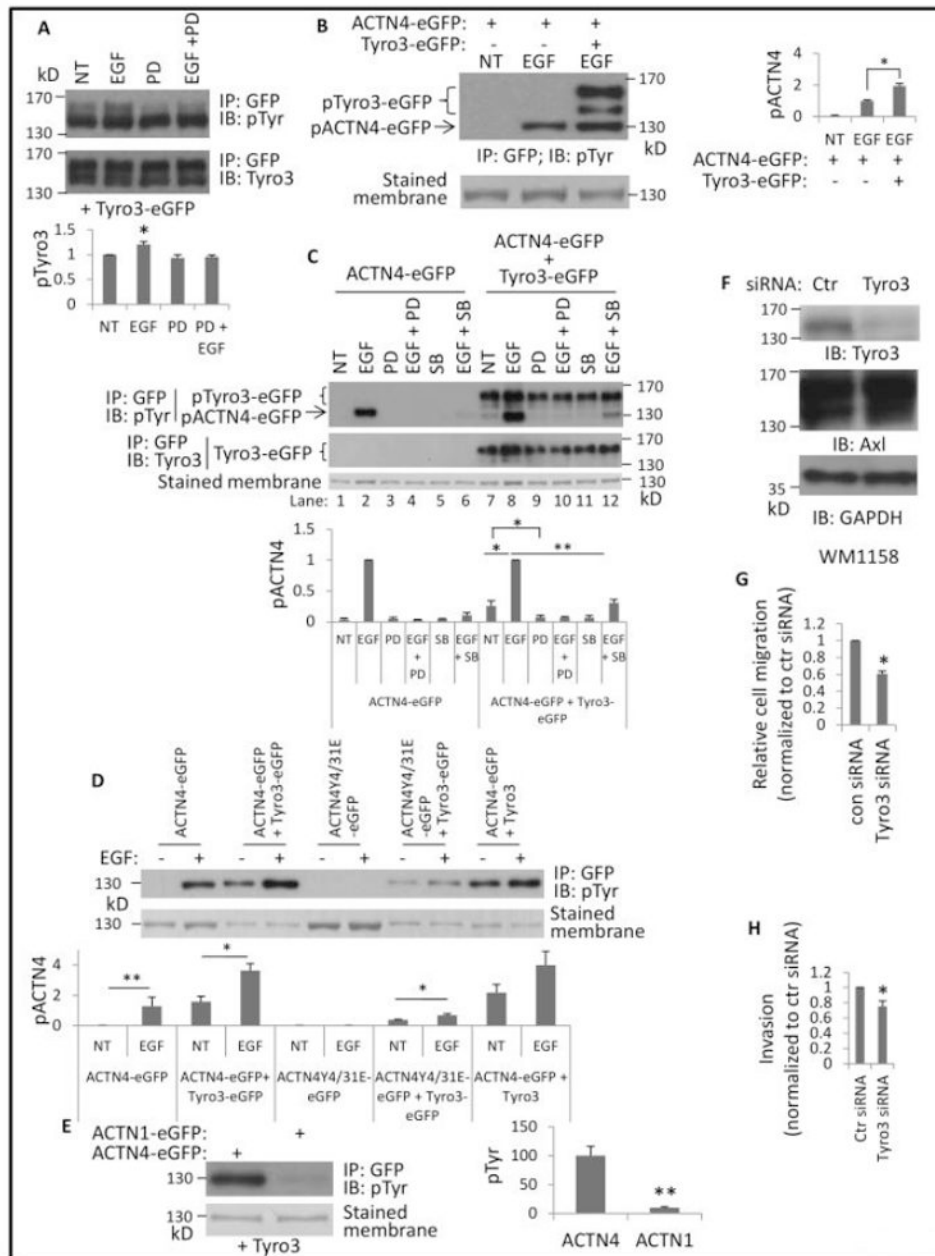 A
kD
NT
EGF
PD
EGF +PD
170
130
IP: GFP
IB: pTyr
130
IP: GFP
IB: Tyro3
+ Tyro3-eGFP
pTyro3
1.5
1
0.5
0
*
NT
EGF
PD
PD + EGF
B
ACTN4-eGFP: + + +
Tyro3-eGFP: - - +
NT EGF EGF
pTyro3-eGFP
pACTN4-eGFP
170
130
kD
IP: GFP; IB: pTyr
Stained membrane
130
pACTN4
4
2
0
*
NT EGF EGF
ACTN4-eGFP: + + +
Tyro3-eGFP: - - +
C
ACTN4-eGFP
ACTN4-eGFP
+
Tyro3-eGFP
NT
EGF
PD
EGF + PD
SB
EGF + SB
NT
EGF
PD
EGF + PD
SB
EGF + SB
IP: GFP
IB: pTyr
pTyro3-eGFP
pACTN4-eGFP
170
130
IP: GFP
IB: Tyro3
Tyro3-eGFP
170
150
130
Stained membrane
130
Lane: 1 2 3 4 5 6 7 8 9 10 11 12 kD
pACTN4
1.5
1
0.5
0
* * **
NT EGF PD EGF + PD SB EGF + SB NT EGF PD EGF + PD SB EGF + SB
ACTN4-eGFP
ACTN4-eGFP + Tyro3-eGFP
D
ACTN4-eGFP
ACTN4-eGFP + Tyro3-eGFP
ACTN4Y4/31E -eGFP
ACTN4Y4/31E -eGFP + Tyro3-eGFP
ACTN4-eGFP + Tyro3
EGF: - + - + - + - + - +
130
kD
IP: GFP
IB: pTyr
130
Stained membrane
pACTN4
4
2
0
** * *
NT EGF NT EGF NT EGF NT EGF NT EGF
ACTN4-eGFP
ACTN4-eGFP+ Tyro3-eGFP
ACTN4Y4/31E-eGFP
ACTN4Y4/31E-eGFP + Tyro3-eGFP
ACTN4-eGFP + Tyro3
E
ACTN1-eGFP: +
ACTN4-eGFP: +
130
IP: GFP
IB: pTyr
130
kD
Stained membrane
+ Tyro3
pTyr
150
100
50
0
**
ACTN4 ACTN1
F
siRNA: Ctr Tyro3
170
130
IB: Tyro3
170
130
IB: Axl
35
kD
IB: GAPDH
WM1158
G
Relative cell migration
(normalized to ctr siRNA)
1.2
1
0.8
0.6
0.4
0.2
0
*
con siRNA
Tyro3 siRNA
H
Invasion
(normalized to ctr siRNA)
1.2
1
0.8
0.6
0.4
0.2
0
*
Ctr siRNA
Tyro3 siRNA